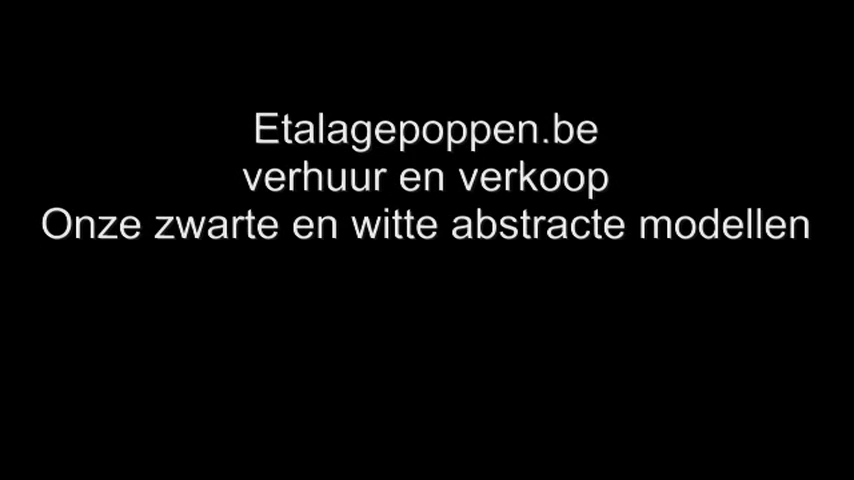 Etalagepoppen.be
verhuur en verkoop
Onze zwarte en witte abstracte modellen